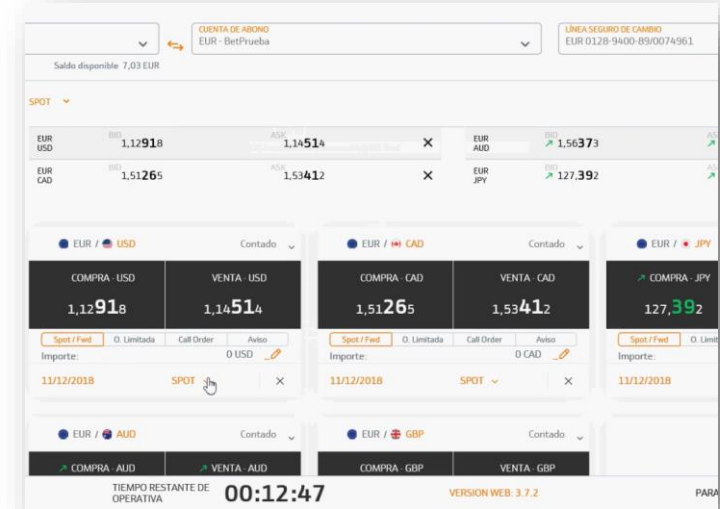 CUENTA DE ABONO
EUR - BetPrueba
LÍNEA SEGURO DE CAMBIO
EUR 0128-9400-89/0074961
Saldo disponible 7,03 EUR
SPOT
EUR USD BID 1,12918 ASK 1,14514 ✕ EUR AUD BID 1,56373 AS
EUR CAD BID 1,51265 ASK 1,53412 ✕ EUR JPY BID 127,392 AS
EUR / USD Contado EUR / CAD Contado EUR / JPY
COMPRA - USD VENTA - USD COMPRA - CAD VENTA - CAD COMPRA - JPY
1,12918 1,14514 1,51265 1,53412 127,392
Spot / Fwd O. Limitada Call Order Aviso Spot / Fwd O. Limitada Call Order Aviso Spot / Fwd O. Limit
Importe: 0 USD Importe: 0 CAD Importe:
11/12/2018 SPOT ✕ 11/12/2018 SPOT ✕ 11/12/2018
EUR / AUD Contado EUR / GBP Contado
COMPRA - AUD VENTA - AUD COMPRA - GBP VENTA - GBP
TIEMPO RESTANTE DE OPERATIVA 00:12:47 VERSION WEB: 3.7.2 PARA